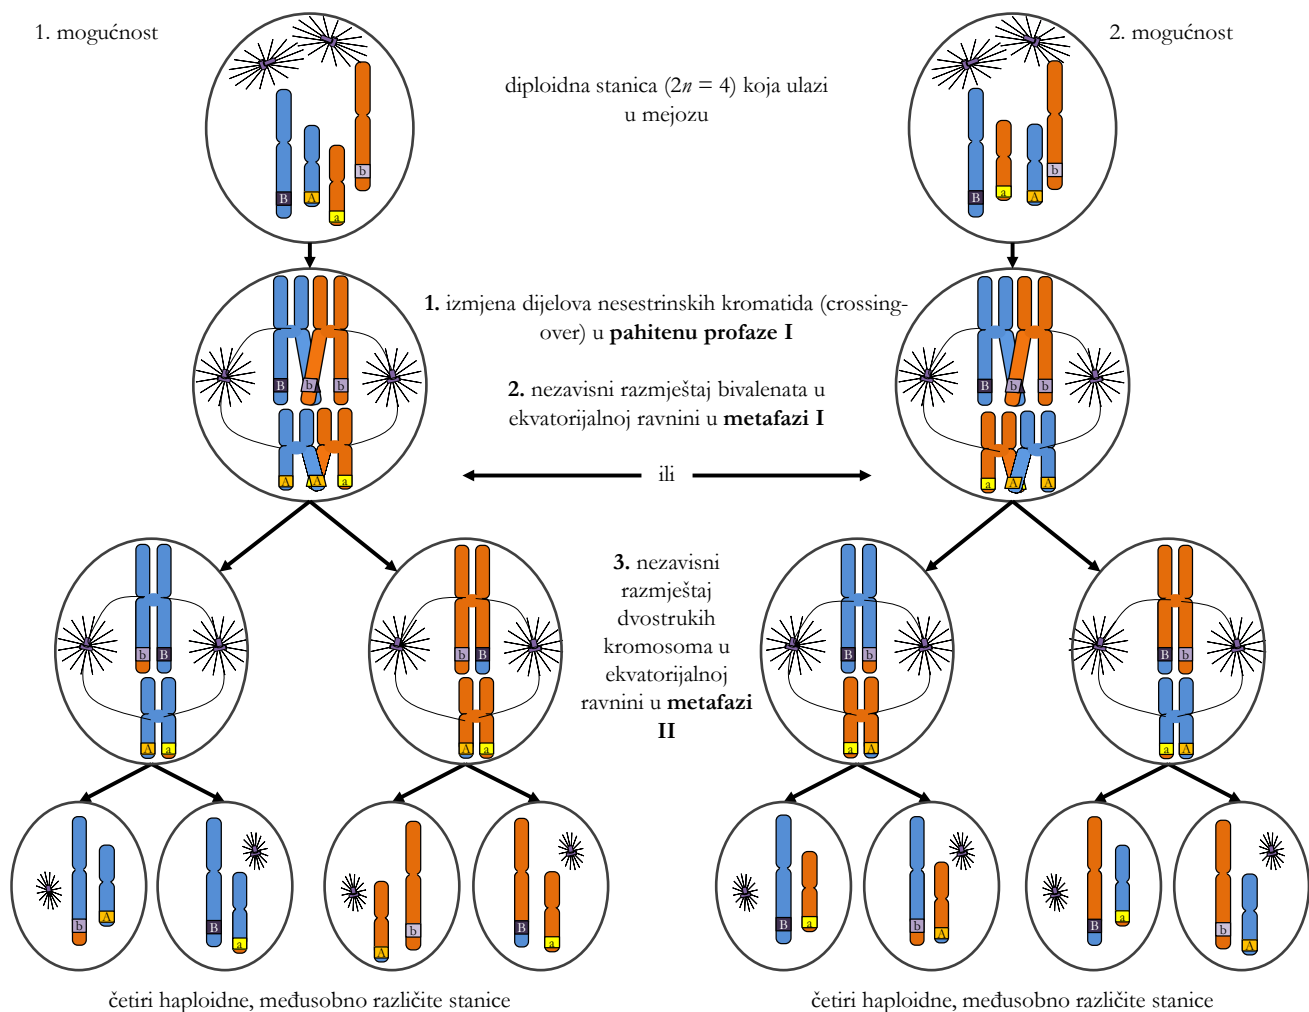 1. mogućnost
2. mogućnost
diploidna stanica (2n = 4) koja ulazi
u mejozu
B
A
a
b
B
a
A
b
1. izmjena dijelova nesestrinskih kromatida (crossing-
over) u pahitenu profaze I
2. nezavisni razmještaj bivalenata u
ekvatorijalnoj ravnini u metafazi I
ili
B b b
A A a
B b b
a A A
3. nezavisni
razmještaj
dvostrukih
kromosoma u
ekvatorijalnoj
ravnini u metafazi
II
b B
A a
b B
A a
B b
a A
B b
a A
b A
B a
A b
B a
B a
b A
B a
b A
četiri haploidne, međusobno različite stanice
četiri haploidne, međusobno različite stanice